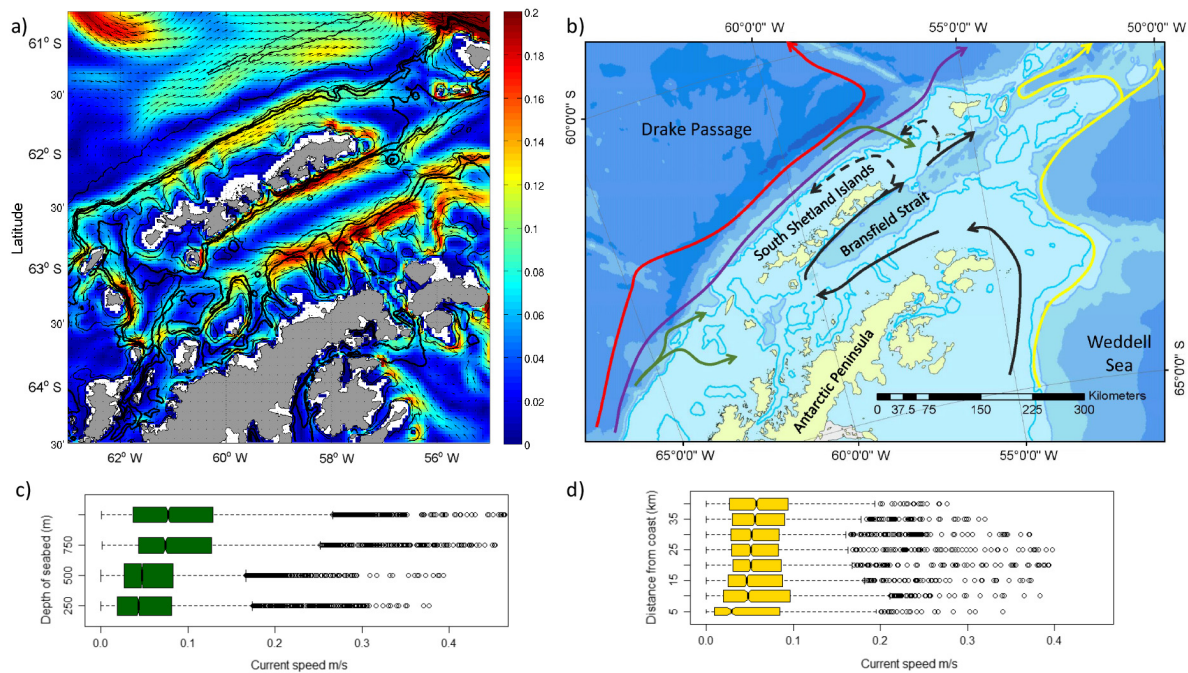 a)
Latitude
61° S
30'
62° S
30'
63° S
30'
64° S
30'
62° W
60° W
58° W
56° W
0.2
0.18
0.16
0.14
0.12
0.1
0.08
0.06
0.04
0.02
0
b)
60°0'0" W
55°0'0" W
50°0'0" W
60°0'0" S
Drake Passage
South Shetland Islands
Bransfield Strait
Antarctic Peninsula
Weddell
Sea
Kilometers
0 37.5 75 150 225 300
65°0'0" S
65°0'0" W
60°0'0" W
55°0'0" W
c)
Depth of seabed (m)
750
500
250
0.0 0.1 0.2 0.3 0.4
Current speed m/s
d)
Distance from coast (km)
35
30
25
20
15
10
5
0.0 0.1 0.2 0.3 0.4
Current speed m/s